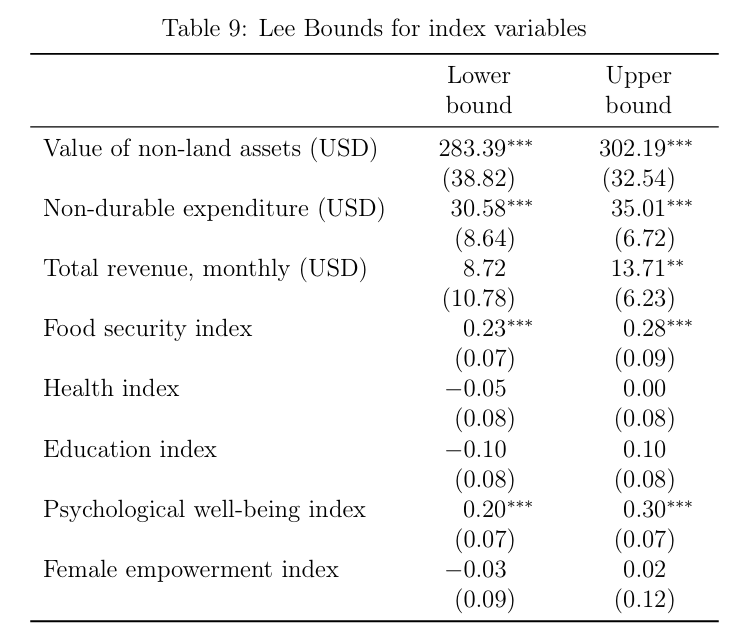 Table 9: Lee Bounds for index variables
Lower Upper
bound bound
Value of non-land assets (USD) 283.39*** 302.19***
(38.82) (32.54)
Non-durable expenditure (USD) 30.58*** 35.01***
(8.64) (6.72)
Total revenue, monthly (USD) 8.72 13.71**
(10.78) (6.23)
Food security index 0.23*** 0.28***
(0.07) (0.09)
Health index −0.05 0.00
(0.08) (0.08)
Education index −0.10 0.10
(0.08) (0.08)
Psychological well-being index 0.20*** 0.30***
(0.07) (0.07)
Female empowerment index −0.03 0.02
(0.09) (0.12)